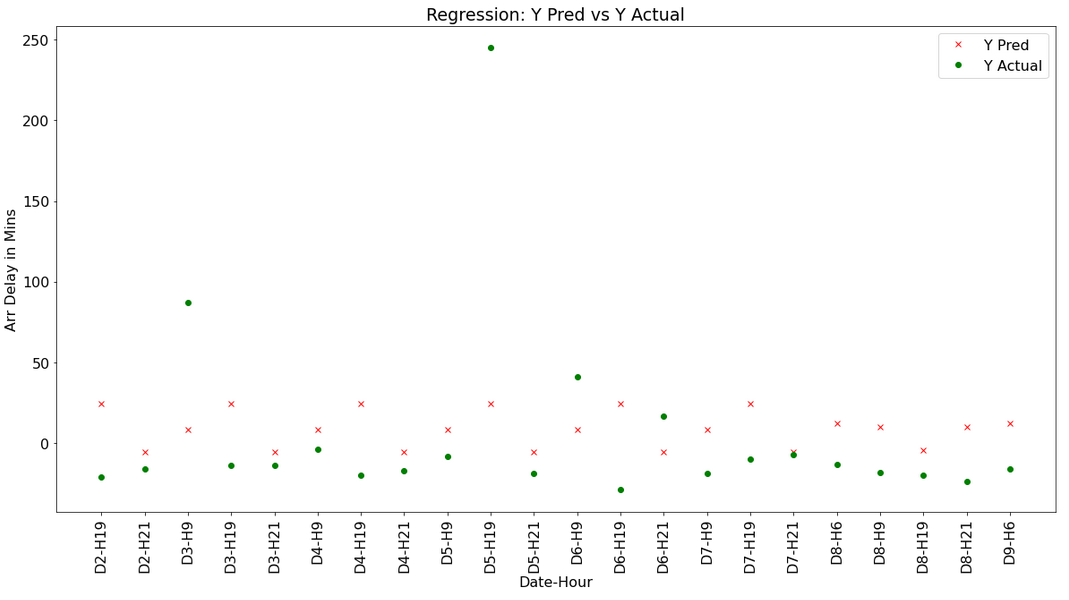 Regression: Y Pred vs Y Actual
Y Pred
Y Actual
Arr Delay in Mins
250
200
150
100
50
0
D2-H19
D2-H21
D3-H9
D3-H19
D3-H21
D4-H9
D4-H19
D4-H21
D5-H9
D5-H19
D5-H21
D6-H9
D6-H19
D6-H21
D7-H9
D7-H19
D7-H21
D8-H6
D8-H9
D8-H19
D8-H21
D9-H6
Date-Hour